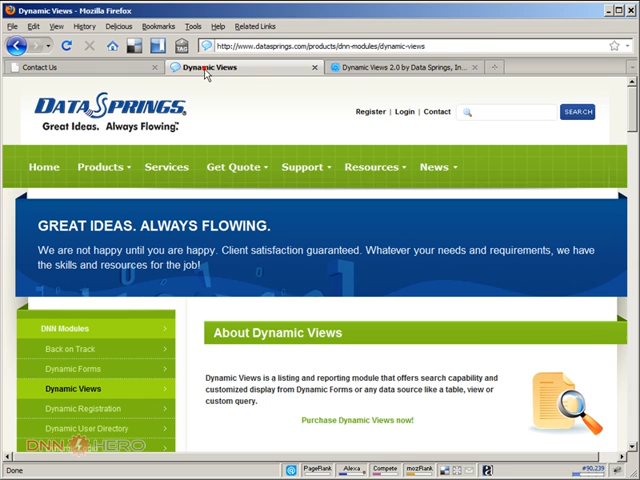 Dynamic Views - Mozilla Firefox
File Edit View History Delicious Bookmarks Tools Help Related Links
TAG http://www.datasprings.com/products/dnn-modules/dynamic-views
Contact Us Dynamic Views Dynamic Views 2.0 by Data Springs, In...
DATA SPRINGS
Great Ideas. Always Flowing.™
Register | Login | Contact SEARCH
Home Products Services Get Quote Support Resources News
GREAT IDEAS. ALWAYS FLOWING.
We are not happy until you are happy. Client satisfaction guaranteed. Whatever your needs and requirements, we have
the skills and resources for the job!
DNN Modules
Back on Track
Dynamic Forms
Dynamic Views
Dynamic Registration
Dynamic User Directory
DNN HERO
About Dynamic Views
Dynamic Views is a listing and reporting module that offers search capability and
customized display from Dynamic Forms or any data source like a table, view or
custom query.
Purchase Dynamic Views now!
Done PageRank Alexa Compete mozRank #90,239